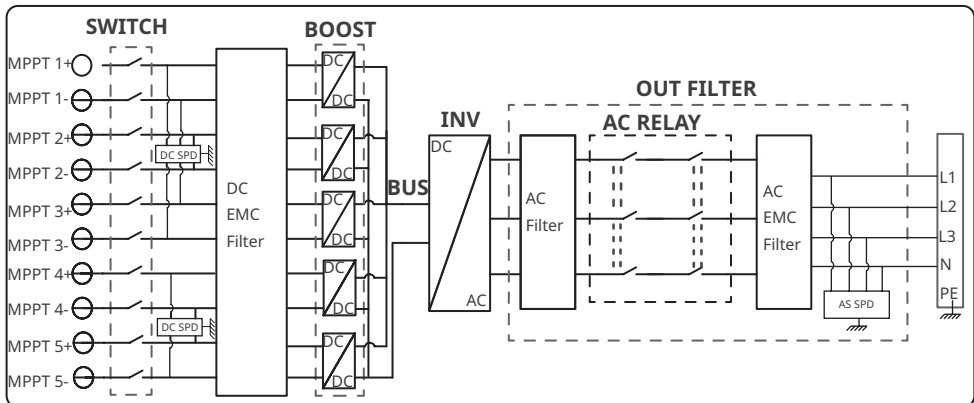 SWITCH
MPPT 1+
MPPT 1-
MPPT 2+
MPPT 2-
MPPT 3+
MPPT 3-
MPPT 4+
MPPT 4-
MPPT 5+
MPPT 5-
DC SPD
DC SPD
DC
EMC
Filter
BOOST
DC
DC
DC
DC
DC
DC
DC
DC
DC
DC
BUS
INV
DC
AC
OUT FILTER
AC RELAY
AC
Filter
AC
EMC
Filter
AS SPD
L1
L2
L3
N
PE